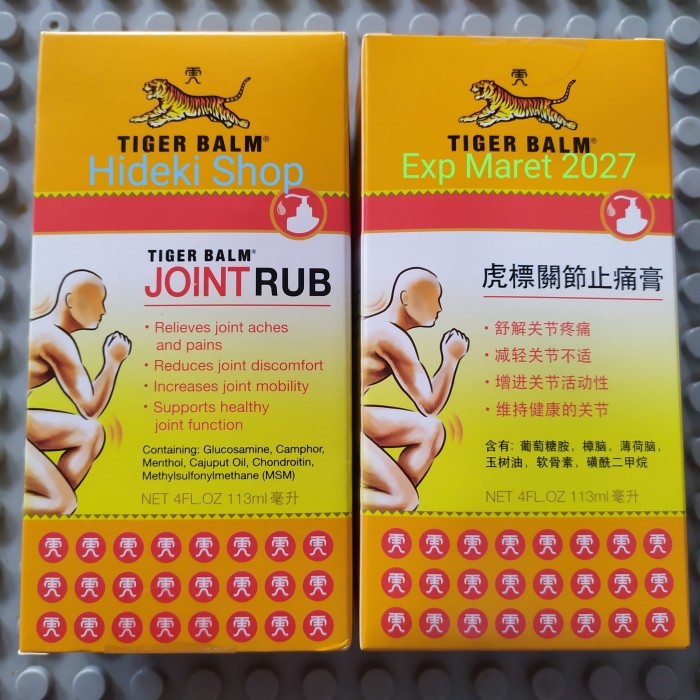 TIGER BALM®
Hideki Shop
TIGER BALM®
JOINT RUB
• Relieves joint aches
and pains
• Reduces joint discomfort
• Increases joint mobility
• Supports healthy
joint function
Containing: Glucosamine, Camphor,
Menthol, Cajuput Oil, Chondroitin,
Methylsulfonylmethane (MSM)
NET 4FL.OZ 113ml 毫升
TIGER BALM®
Exp Maret 2027
虎標關節止痛膏
• 舒解关节疼痛
• 减轻关节不适
• 增进关节活动性
• 维持健康的关节
含有: 葡萄糖胺, 樟脑, 薄荷脑,
玉树油, 软骨素, 磺酰二甲烷
NET 4FL.OZ 113ml 毫升